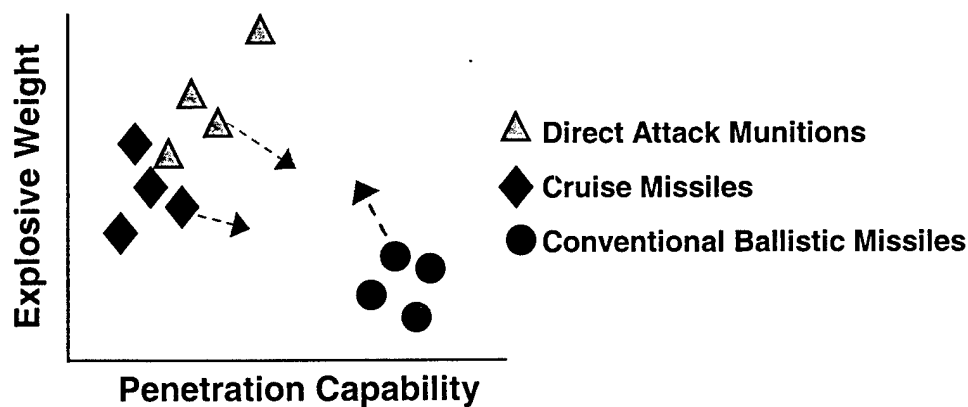 Explosive Weight
Direct Attack Munitions
Cruise Missiles
Conventional Ballistic Missiles
Penetration Capability